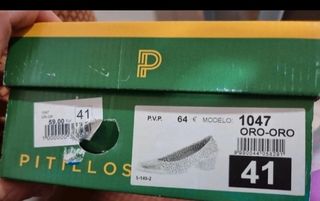 P
41
59.00
PITILLOS
P.V.P. 64 € MODELO: 1047
ORO-ORO
41